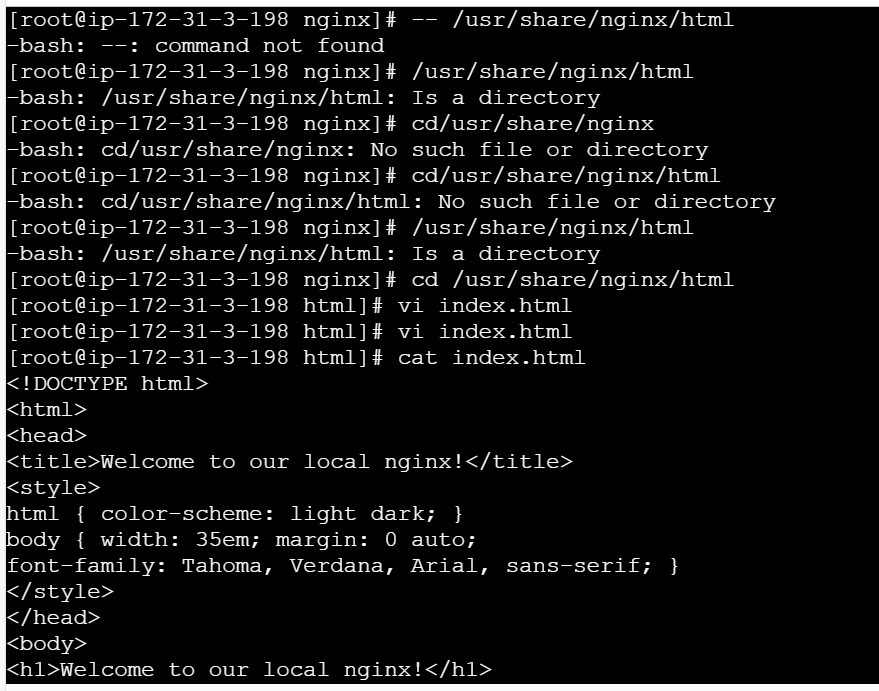 [root@ip-172-31-3-198 nginx]# -- /usr/share/nginx/html
-bash: --: command not found
[root@ip-172-31-3-198 nginx]# /usr/share/nginx/html
-bash: /usr/share/nginx/html: Is a directory
[root@ip-172-31-3-198 nginx]# cd/usr/share/nginx
-bash: cd/usr/share/nginx: No such file or directory
[root@ip-172-31-3-198 nginx]# cd/usr/share/nginx/html
-bash: cd/usr/share/nginx/html: No such file or directory
[root@ip-172-31-3-198 nginx]# /usr/share/nginx/html
-bash: /usr/share/nginx/html: Is a directory
[root@ip-172-31-3-198 nginx]# cd /usr/share/nginx/html
[root@ip-172-31-3-198 html]# vi index.html
[root@ip-172-31-3-198 html]# vi index.html
[root@ip-172-31-3-198 html]# cat index.html
<!DOCTYPE html>
<html>
<head>
<title>Welcome to our local nginx!</title>
<style>
html { color-scheme: light dark; }
body { width: 35em; margin: 0 auto;
font-family: Tahoma, Verdana, Arial, sans-serif; }
</style>
</head>
<body>
<h1>Welcome to our local nginx!</h1>